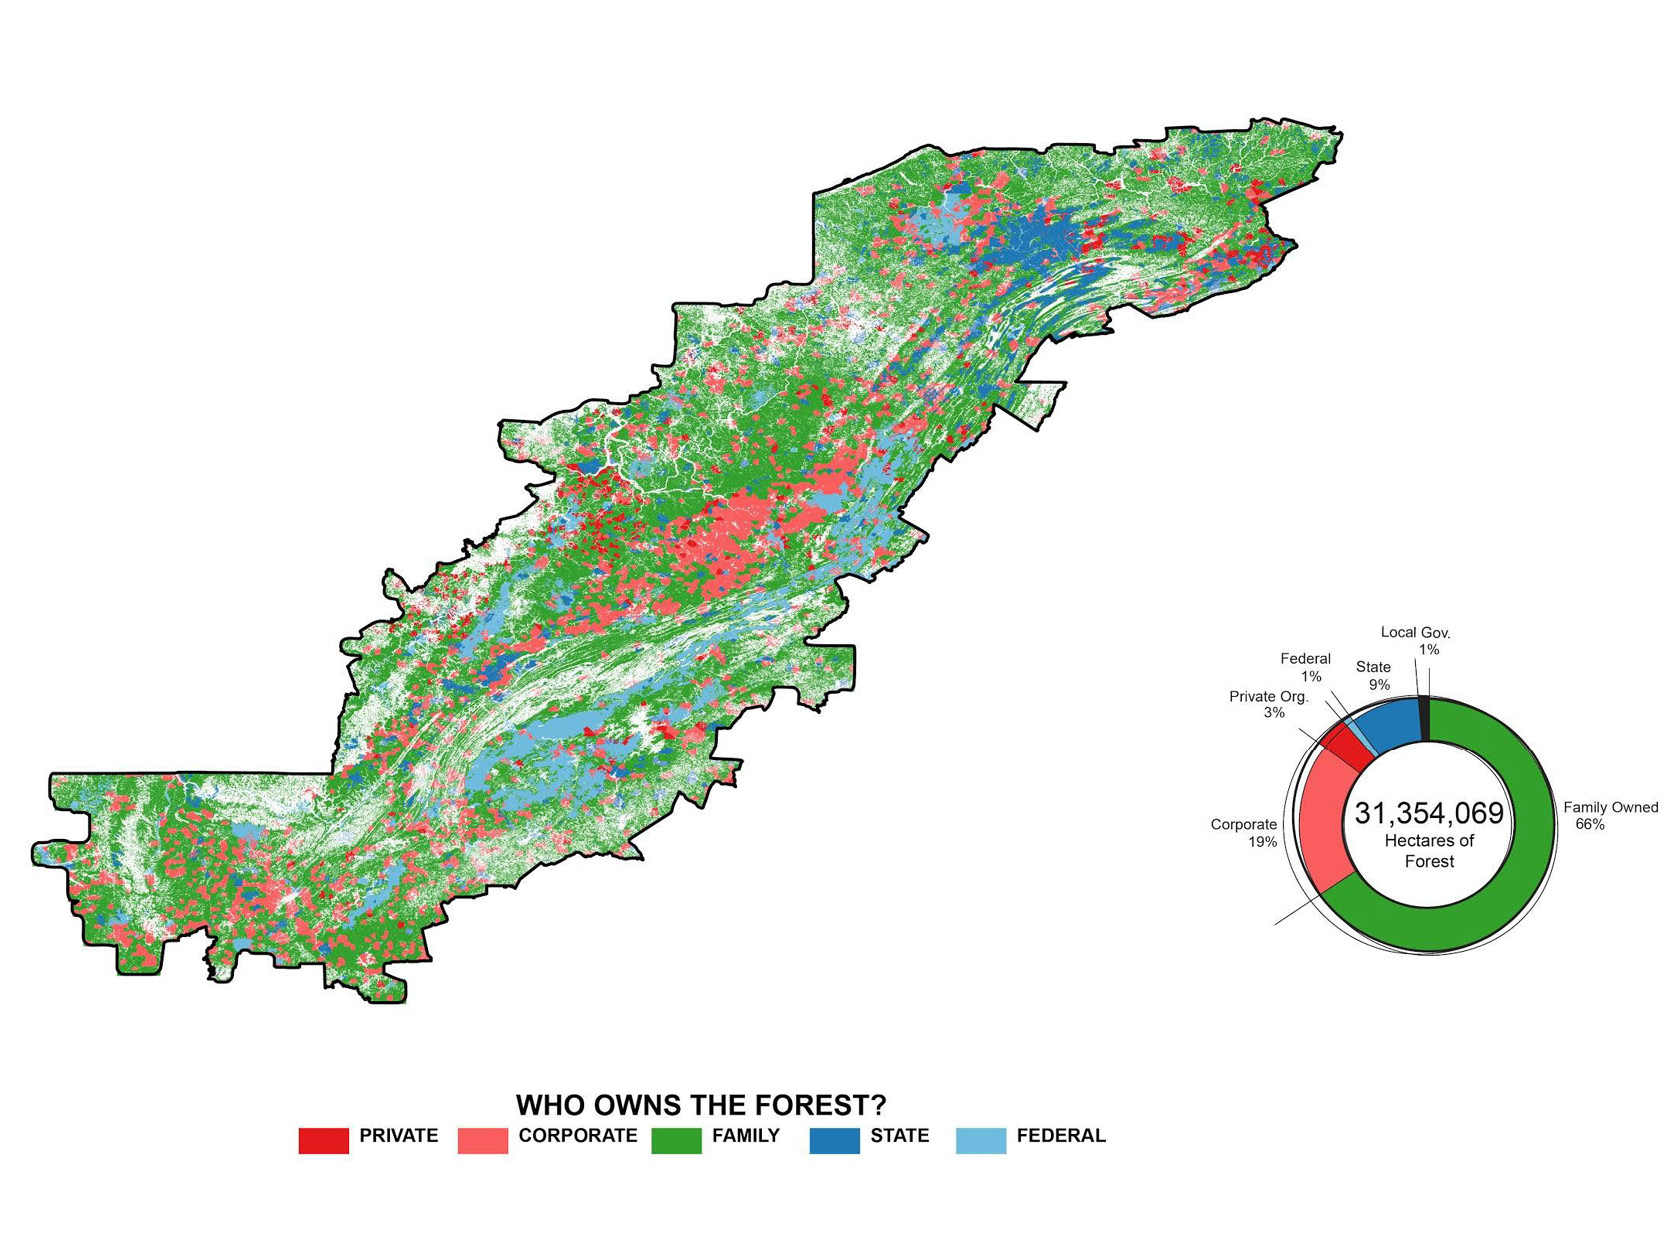 Local Gov.
1%
Federal
1%
State
9%
Private Org.
3%
Corporate
19%
31,354,069
Hectares of
Forest
Family Owned
66%
WHO OWNS THE FOREST?
PRIVATE
CORPORATE
FAMILY
STATE
FEDERAL